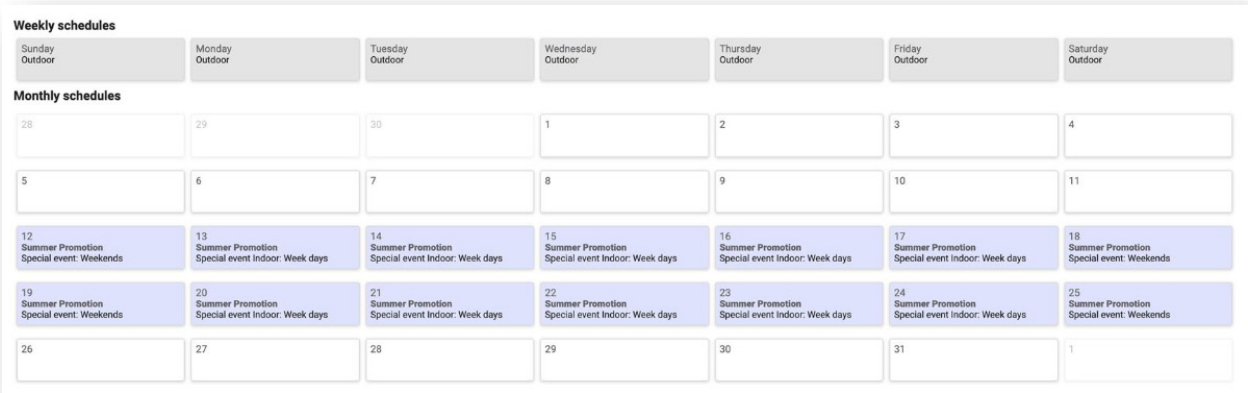 Weekly schedules
Sunday Monday Tuesday Wednesday Thursday Friday Saturday
Outdoor Outdoor Outdoor Outdoor Outdoor Outdoor Outdoor
Monthly schedules
28 29 30 1 2 3 4
5 6 7 8 9 10 11
12 13 14 15 16 17 18
Summer Promotion Summer Promotion Summer Promotion Summer Promotion Summer Promotion Summer Promotion Summer Promotion
Special event: Weekends Special event Indoor: Week days Special event Indoor: Week days Special event Indoor: Week days Special event Indoor: Week days Special event Indoor: Week days Special event: Weekends
19 20 21 22 23 24 25
Summer Promotion Summer Promotion Summer Promotion Summer Promotion Summer Promotion Summer Promotion Summer Promotion
Special event: Weekends Special event Indoor: Week days Special event Indoor: Week days Special event Indoor: Week days Special event Indoor: Week days Special event Indoor: Week days Special event: Weekends
26 27 28 29 30 31 1